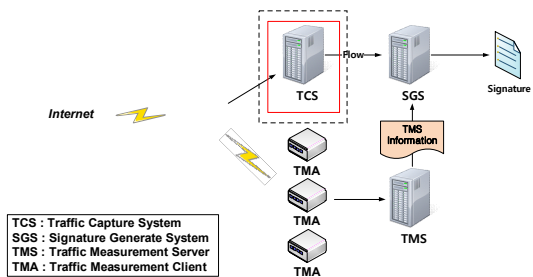 Flow
TCS
SGS
Signature
Internet
TMS
Information
TMA
TMA
TMS
TMA
TCS : Traffic Capture System
SGS : Signature Generate System
TMS : Traffic Measurement Server
TMA : Traffic Measurement Client